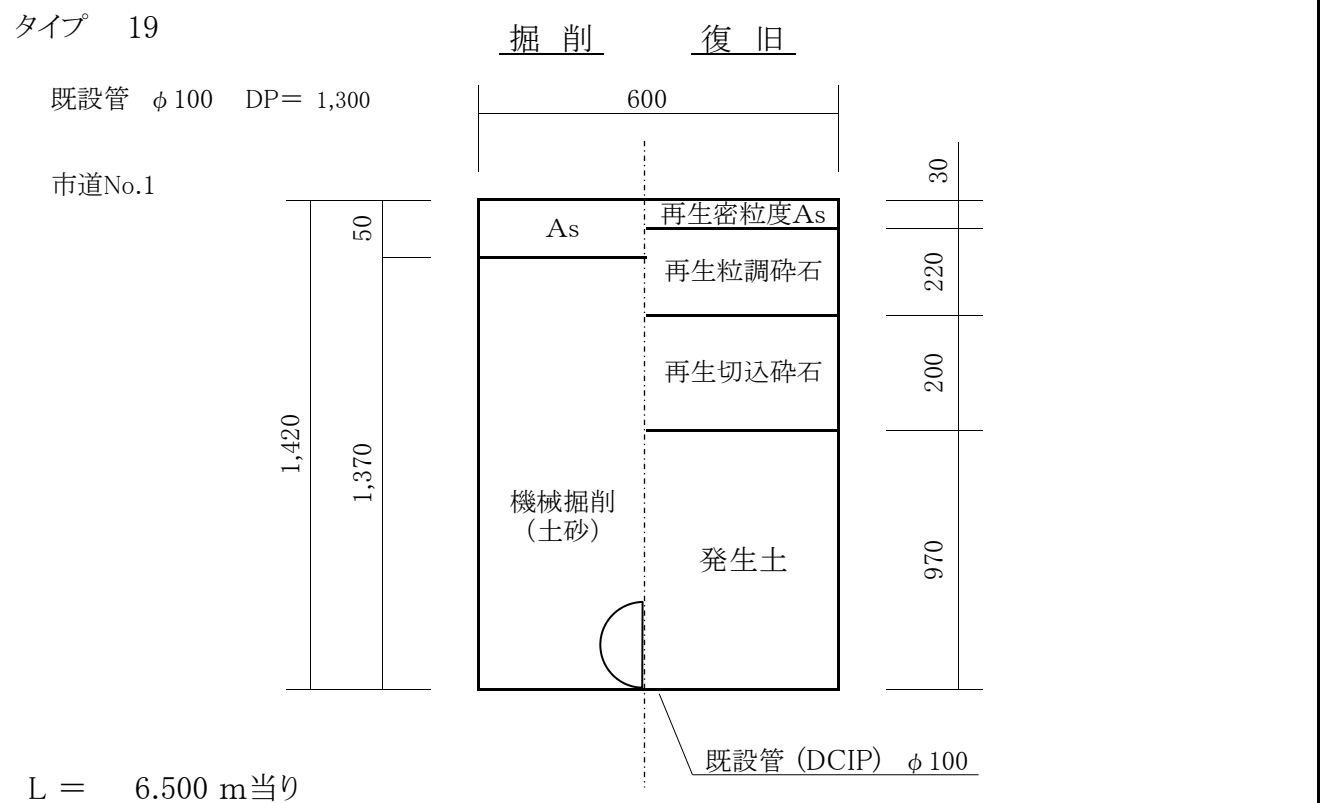 タイプ 19
掘 削 復 旧
既設管 φ100 DP＝ 1,300
600
市道No.1
30
50
As
再生密粒度As
再生粒調砕石
220
再生切込砕石
200
1,420
1,370
機械掘削
（土砂）
発生土
970
既設管 (DCIP) φ100
L ＝ 6.500 m当り